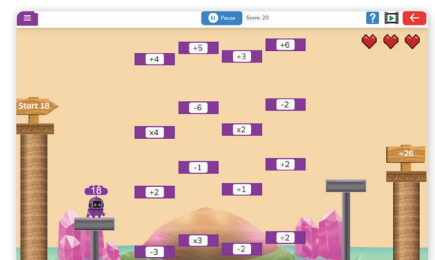 Pause
Score: 20
?
+5
+6
+4
÷3
Start 18
-6
-2
x4
x2
=26
-1
+2
18
+2
+1
x3
÷2
-3
-2